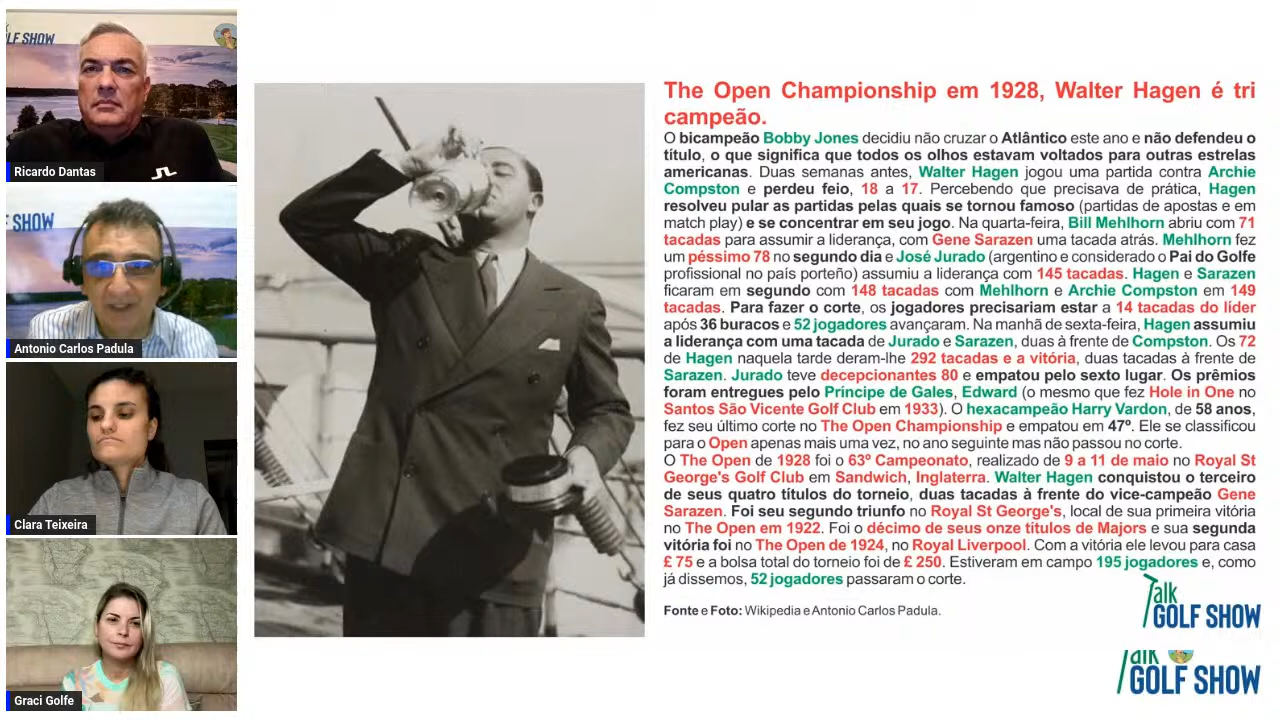 LF SHOW
Ricardo Dantas
SHOW
Antonio Carlos Padula
Clara Teixeira
Graci Golfe
The Open Championship em 1928, Walter Hagen é tri
campeão.
O bicampeão Bobby Jones decidiu não cruzar o Atlântico este ano e não defendeu o
título, o que significa que todos os olhos estavam voltados para outras estrelas
americanas. Duas semanas antes, Walter Hagen jogou uma partida contra Archie
Compston e perdeu feio, 18 a 17. Percebendo que precisava de prática, Hagen
resolveu pular as partidas pelas quais se tornou famoso (partidas de apostas e em
match play) e se concentrar em seu jogo. Na quarta-feira, Bill Mehlhorn abriu com 71
tacadas para assumir a liderança, com Gene Sarazen uma tacada atrás. Mehlhorn fez
um péssimo 78 no segundo dia e José Jurado (argentino e considerado o Pai do Golfe
profissional no país porteño) assumiu a liderança com 145 tacadas. Hagen e Sarazen
ficaram em segundo com 148 tacadas com Mehlhorn e Archie Compston em 149
tacadas. Para fazer o corte, os jogadores precisariam estar a 14 tacadas do líder
após 36 buracos e 52 jogadores avançaram. Na manhã de sexta-feira, Hagen assumiu
a liderança com uma tacada de Jurado e Sarazen, duas à frente de Compston. Os 72
de Hagen naquela tarde deram-lhe 292 tacadas e a vitória, duas tacadas à frente de
Sarazen. Jurado teve decepcionantes 80 e empatou pelo sexto lugar. Os prêmios
foram entregues pelo Príncipe de Gales, Edward (o mesmo que fez Hole in One no
Santos São Vicente Golf Club em 1933). O hexacampeão Harry Vardon, de 58 anos,
fez seu último corte no The Open Championship e empatou em 47º. Ele se classificou
para o Open apenas mais uma vez, no ano seguinte mas não passou no corte.
O The Open de 1928 foi o 63º Campeonato, realizado de 9 a 11 de maio no Royal St
George's Golf Club em Sandwich, Inglaterra. Walter Hagen conquistou o terceiro
de seus quatro títulos do torneio, duas tacadas à frente do vice-campeão Gene
Sarazen. Foi seu segundo triunfo no Royal St George's, local de sua primeira vitória
no The Open em 1922. Foi o décimo de seus onze títulos de Majors e sua segunda
vitória foi no The Open de 1924, no Royal Liverpool. Com a vitória ele levou para casa
£ 75 e a bolsa total do torneio foi de £ 250. Estiveram em campo 195 jogadores e, como
já dissemos, 52 jogadores passaram o corte.
Fonte e Foto: Wikipedia e Antonio Carlos Padula.
Talk
GOLF SHOW
Talk
GOLF SHOW